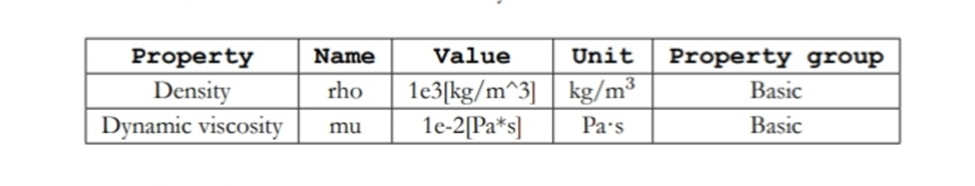 Property Name Value Unit Property group
Density rho 1e3[kg/m^3] kg/m³ Basic
Dynamic viscosity mu 1e-2[Pa*s] Pa·s Basic